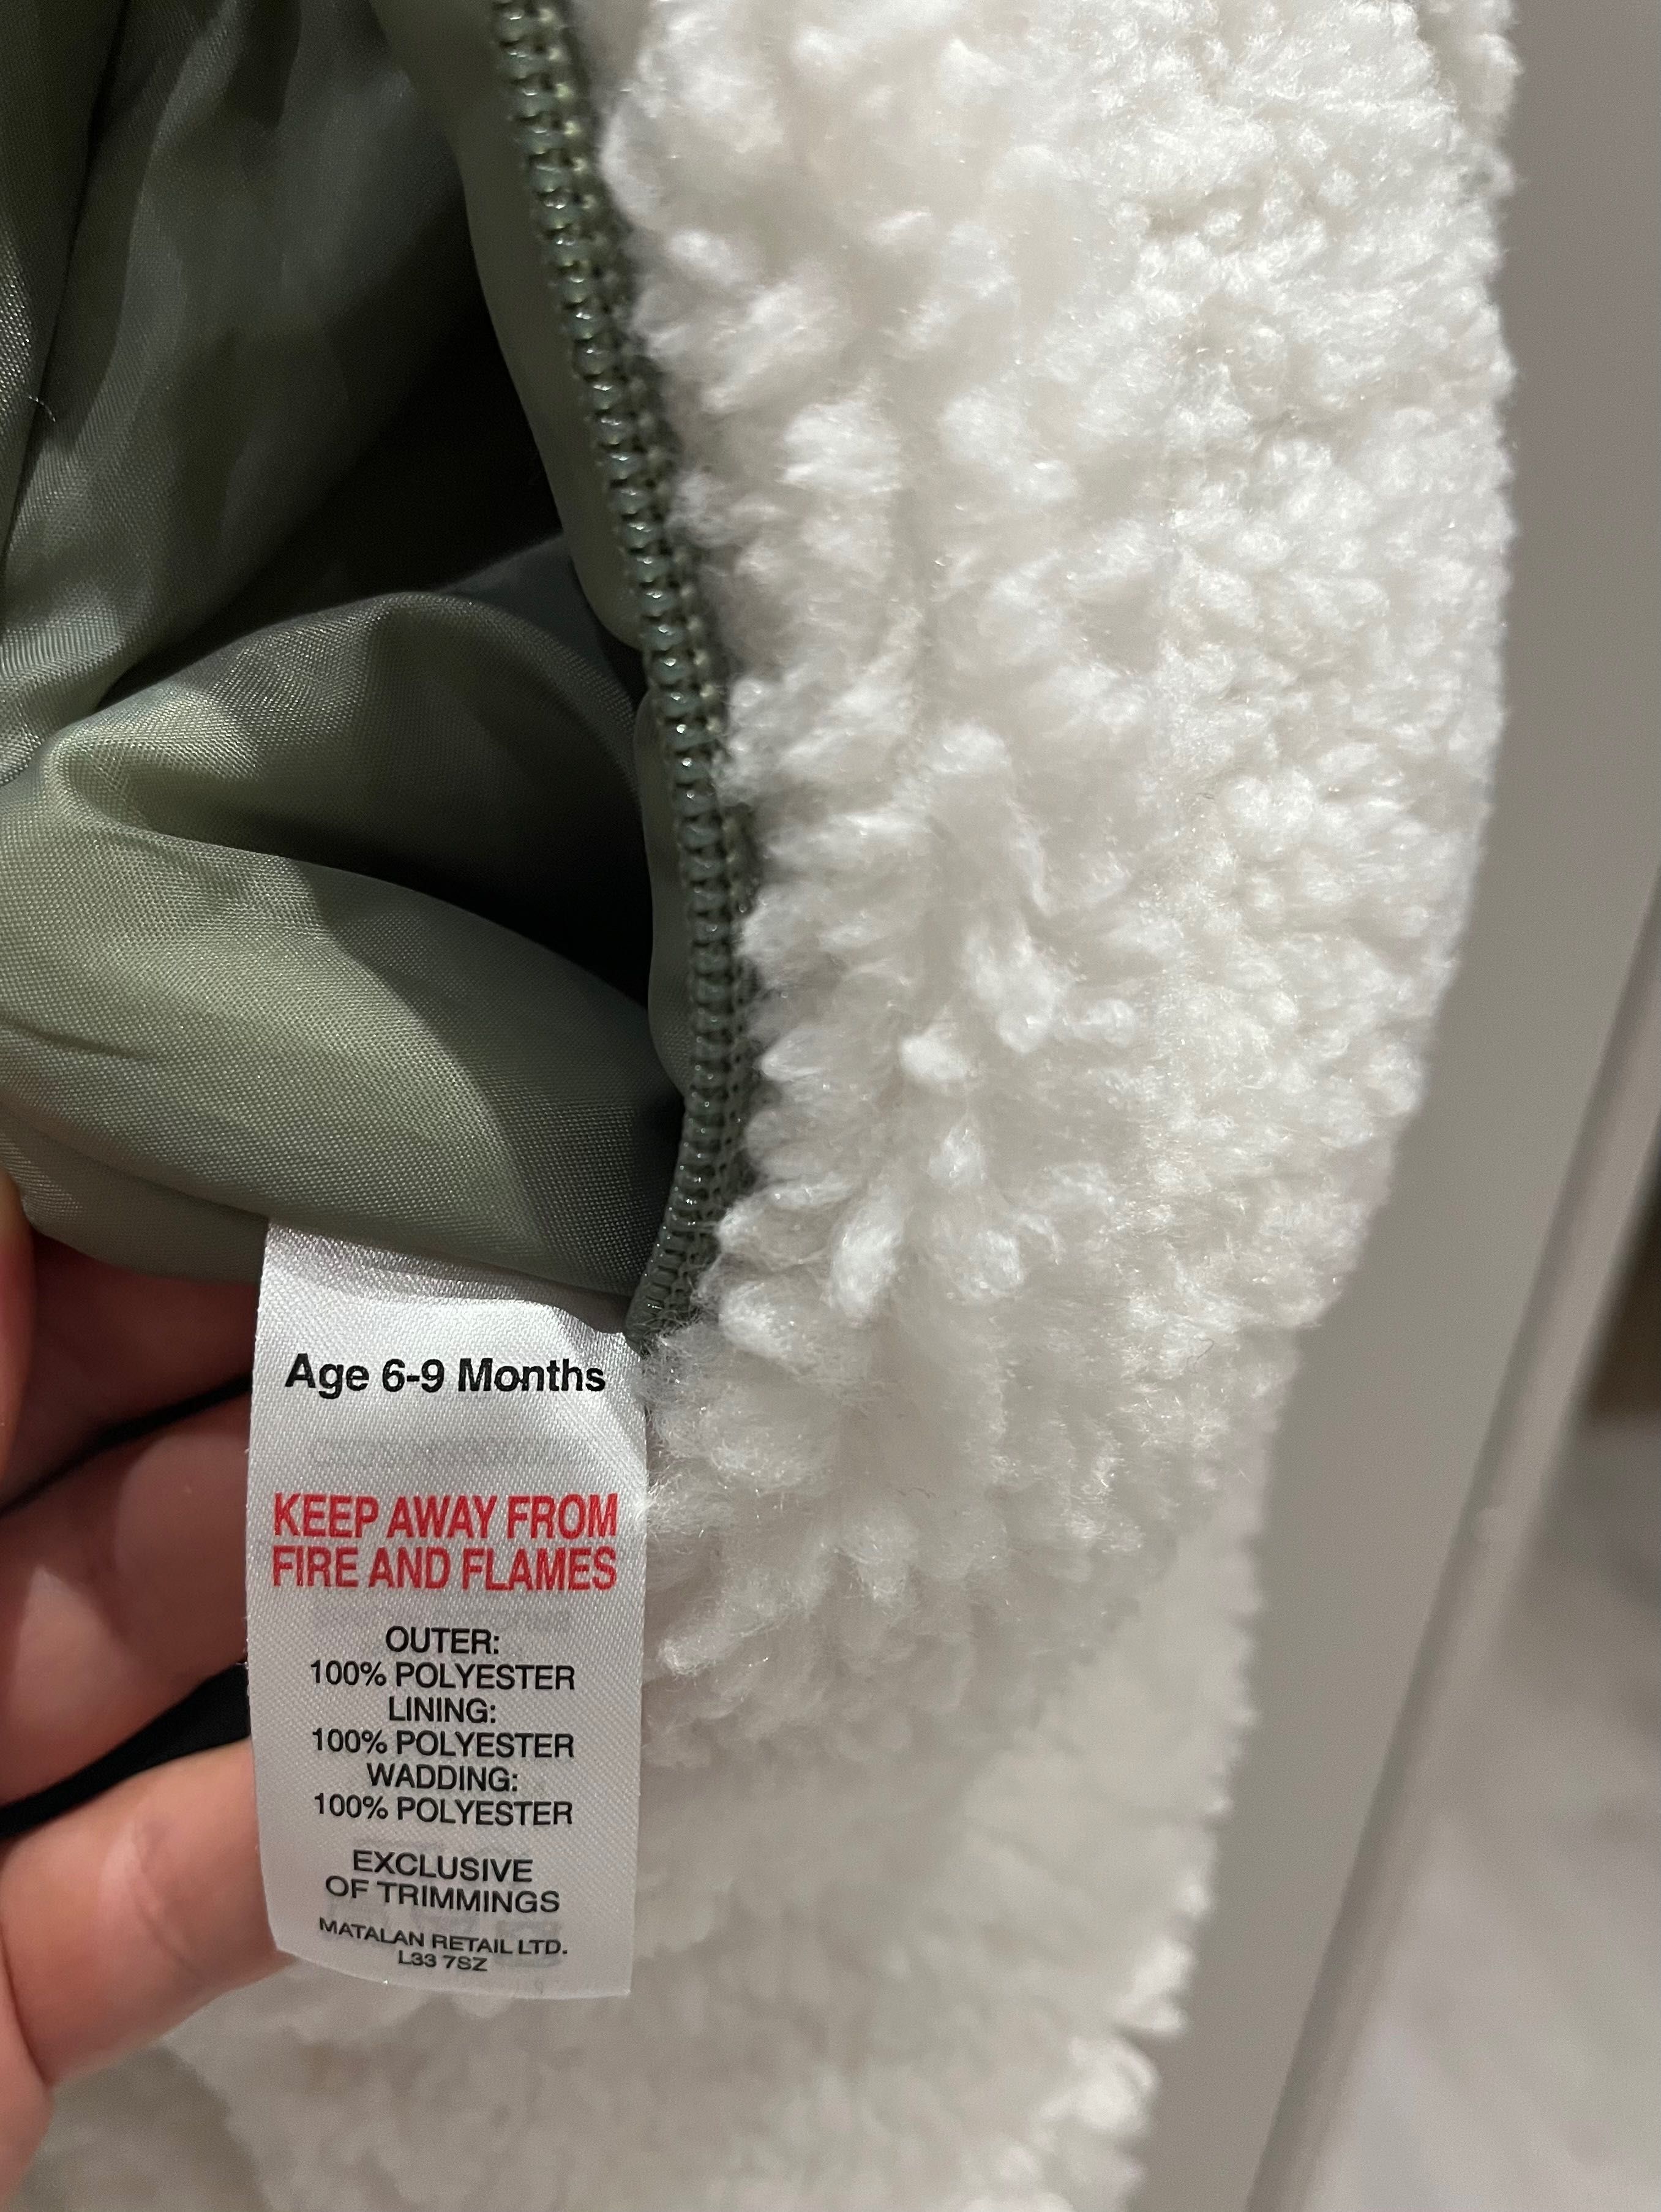 Age 6-9 Months
KEEP AWAY FROM
FIRE AND FLAMES
OUTER:
100% POLYESTER
LINING:
100% POLYESTER
WADDING:
100% POLYESTER
EXCLUSIVE
OF TRIMMINGS
MATALAN RETAIL LTD.
L33 7SZ